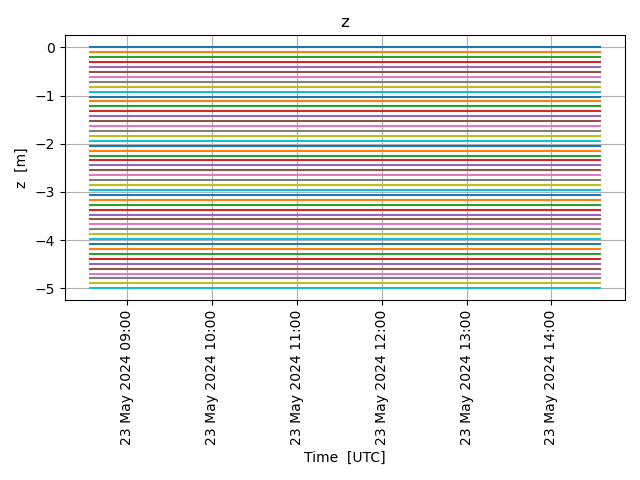 z
0
−1
−2
−3
−4
−5
z [m]
23 May 2024 09:00
23 May 2024 10:00
23 May 2024 11:00
23 May 2024 12:00
23 May 2024 13:00
23 May 2024 14:00
Time [UTC]